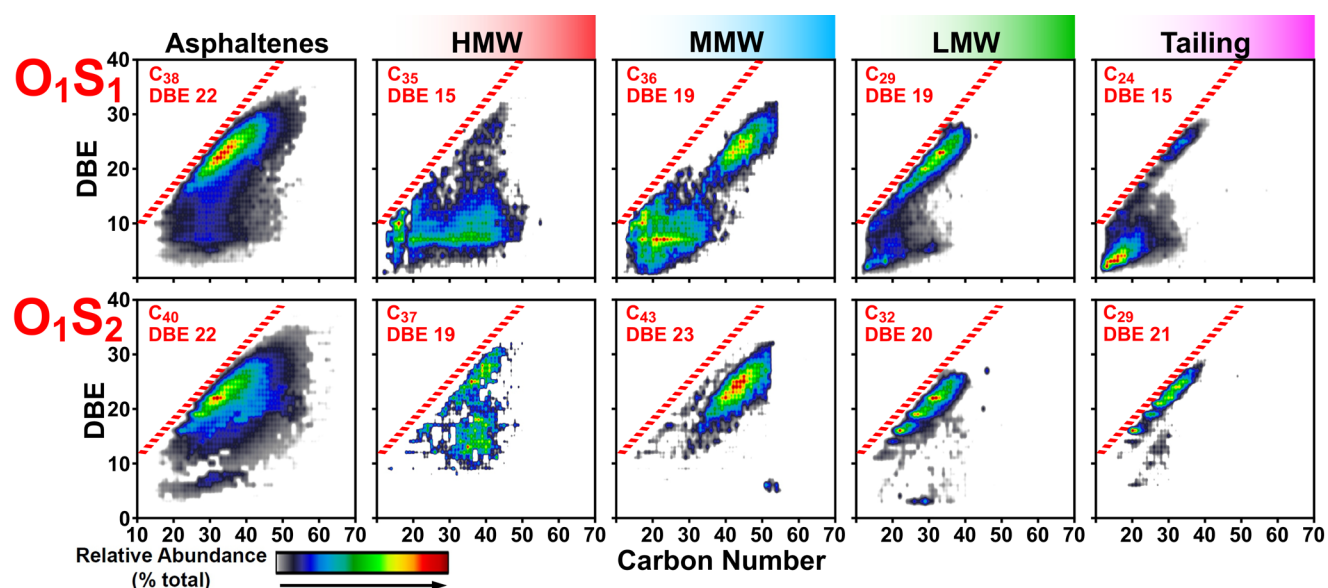 Asphaltenes HMW MMW LMW Tailing
O₁S₁
40
30
20
10
DBE
C₃₈
DBE 22
C₃₅
DBE 15
C₃₆
DBE 19
C₂₉
DBE 19
C₂₄
DBE 15
O₁S₂
40
30
20
10
0
DBE
C₄₀
DBE 22
C₃₇
DBE 19
C₄₃
DBE 23
C₃₂
DBE 20
C₂₉
DBE 21
10 20 30 40 50 60 70 20 30 40 50 60 70 20 30 40 50 60 70 20 30 40 50 60 70 20 30 40 50 60 70
Relative Abundance
(% total)
Carbon Number